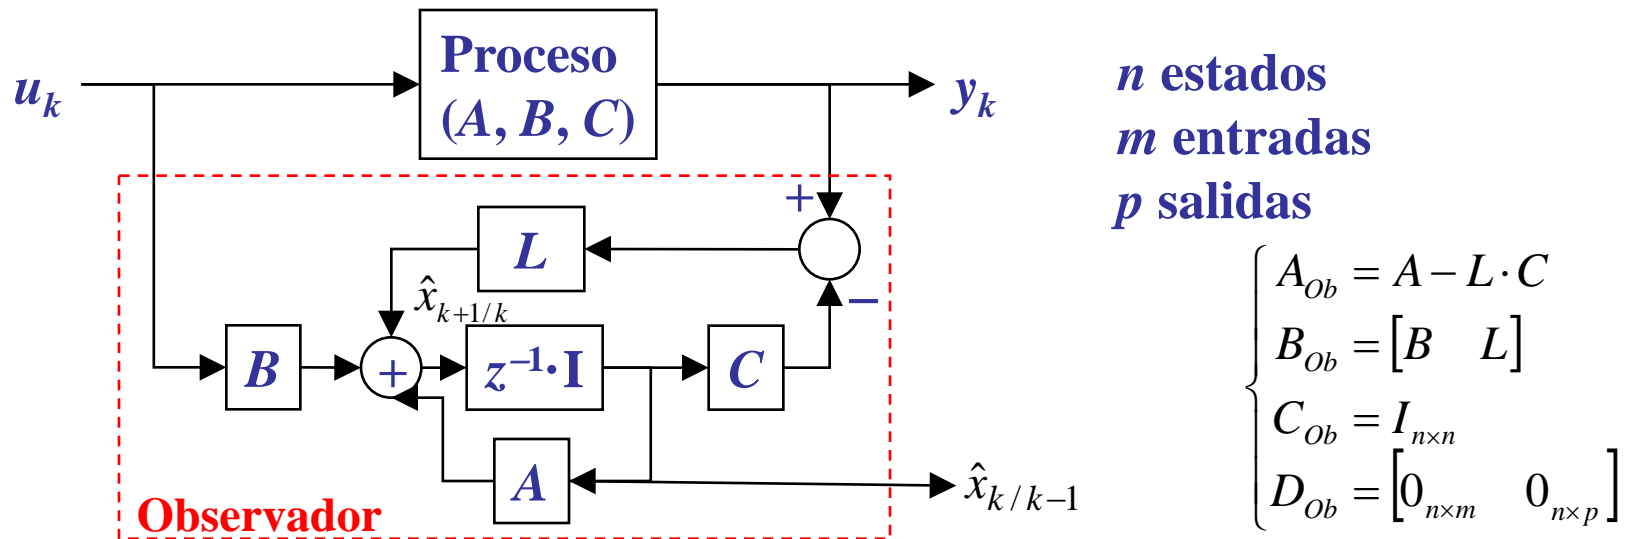 Proceso
(A, B, C)
u_k
y_k
n estados
m entradas
p salidas
+
L
−
x̂_{k+1/k}
B
+
z⁻¹·I
C
A
x̂_{k/k−1}
Observador
A_{Ob} = A − L·C
B_{Ob} = [B L]
C_{Ob} = I_{n×n}
D_{Ob} = [0_{n×m} 0_{n×p}]